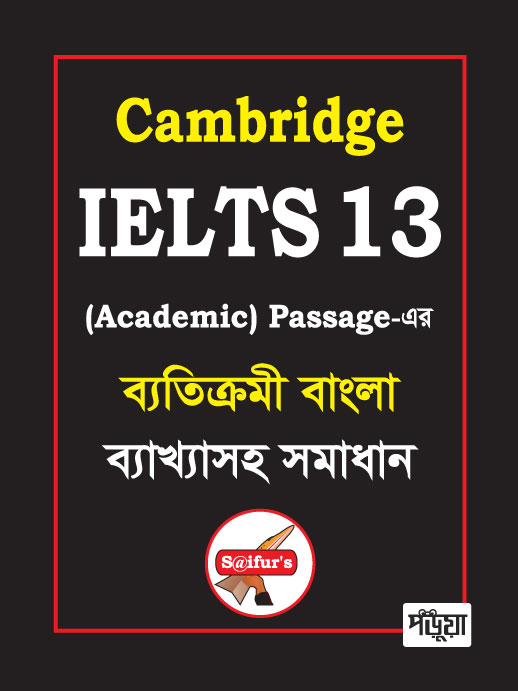 Cambridge
IELTS 13
(Academic) Passage-এর
ব্যতিক্রমী বাংলা
ব্যাখ্যাসহ সমাধান
S@ifur's
পড়ুয়া